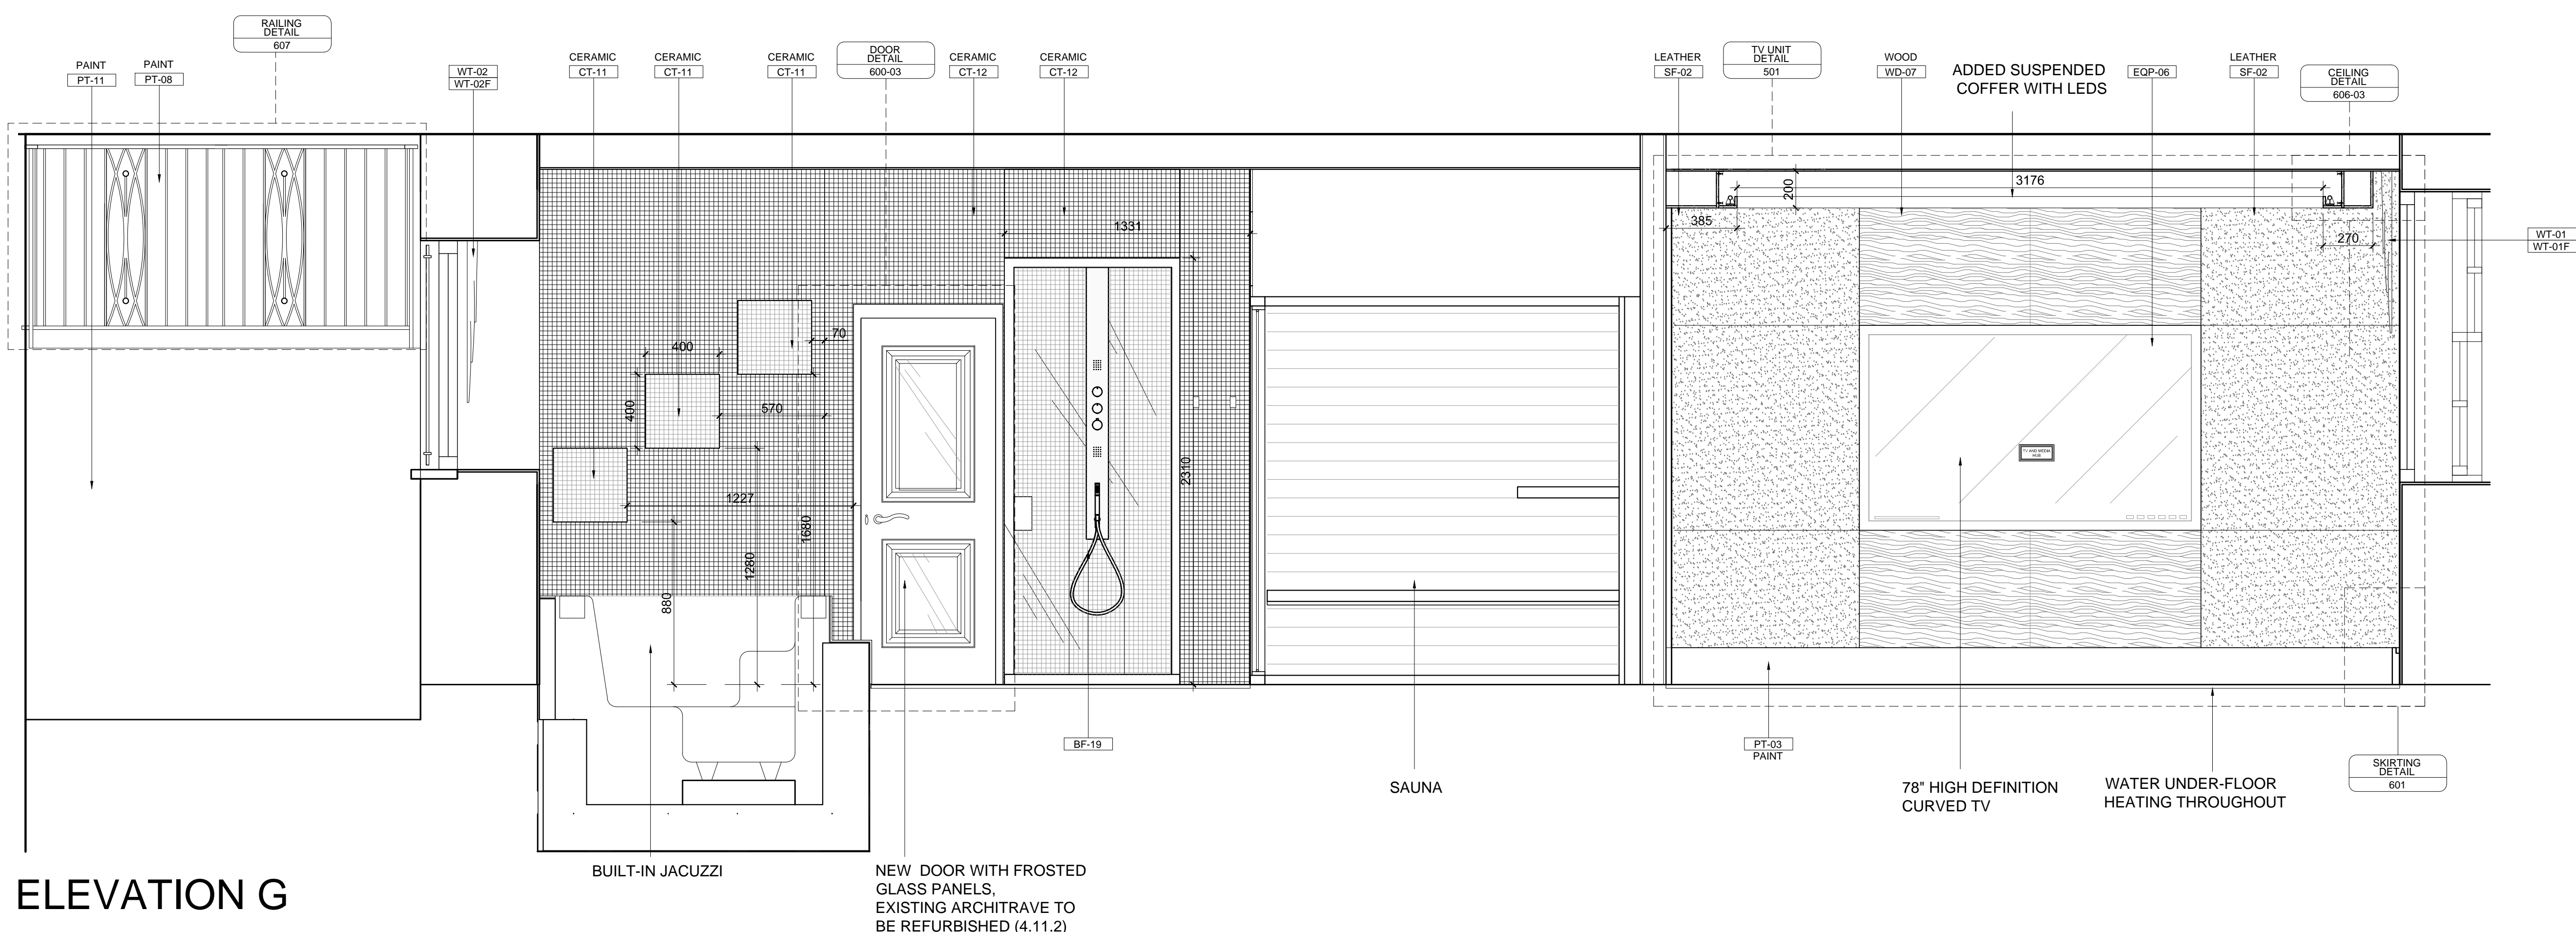 RAILING
DETAIL
607
PAINT
PT-11
PAINT
PT-08
WT-02
WT-02F
CERAMIC
CT-11
CERAMIC
CT-11
CERAMIC
CT-11
DOOR
DETAIL
600-03
CERAMIC
CT-12
CERAMIC
CT-12
LEATHER
SF-02
TV UNIT
DETAIL
501
WOOD
WD-07
ADDED SUSPENDED
COFFER WITH LEDS
EQP-06
LEATHER
SF-02
CEILING
DETAIL
606-03
3176
200
385
270
WT-01
WT-01F
1331
70
400
400
570
2310
1227
1680
1280
880
TV AND MEDIA
HUB
BF-19
PT-03
PAINT
SKIRTING
DETAIL
601
SAUNA
78" HIGH DEFINITION
CURVED TV
WATER UNDER-FLOOR
HEATING THROUGHOUT
BUILT-IN JACUZZI
NEW DOOR WITH FROSTED
GLASS PANELS,
EXISTING ARCHITRAVE TO
BE REFURBISHED (4.11.2)
ELEVATION G